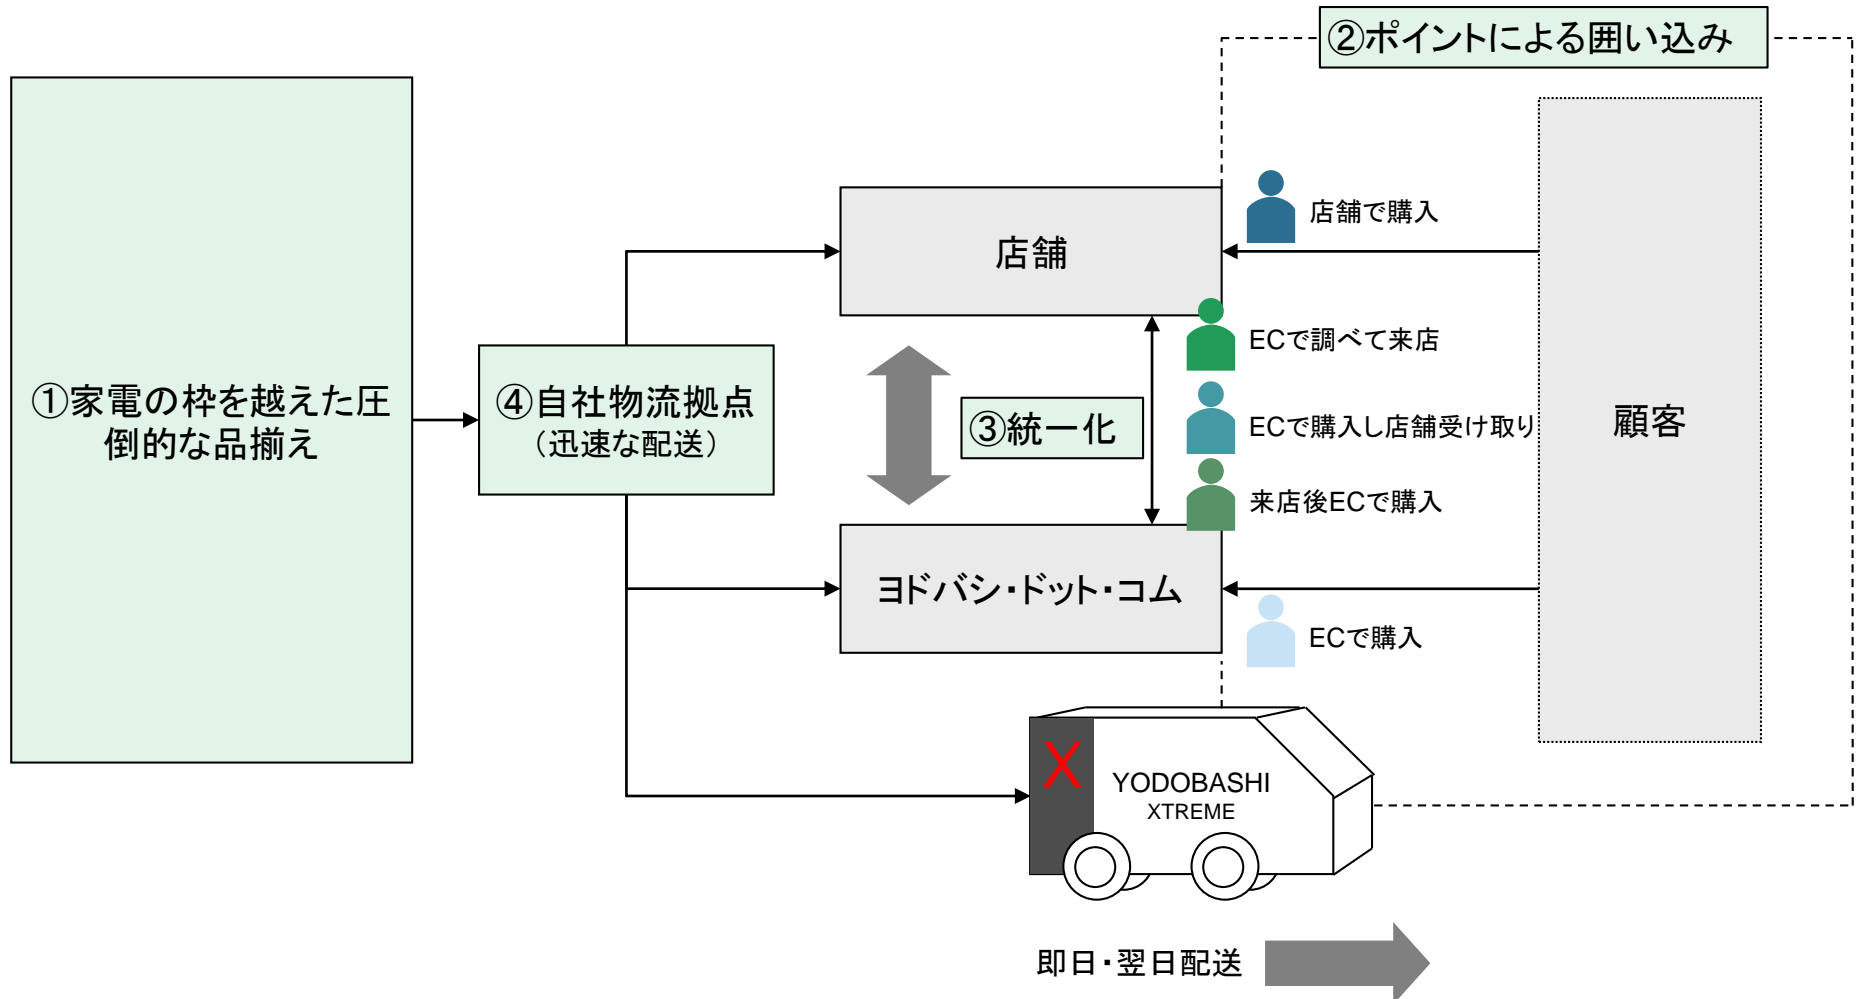 ②ポイントによる囲い込み
店舗で購入
店舗
ECで調べて来店
①家電の枠を越えた圧
倒的な品揃え
④自社物流拠点
（迅速な配送）
③統一化
ECで購入し店舗受け取り
顧客
来店後ECで購入
ヨドバシ・ドット・コム
ECで購入
X
YODOBASHI
XTREME
即日・翌日配送